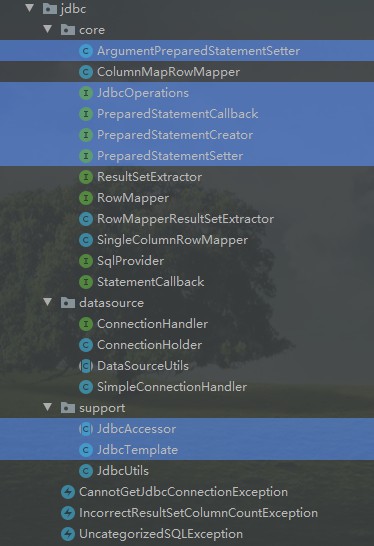 jdbc
core
ArgumentPreparedStatementSetter
ColumnMapRowMapper
JdbcOperations
PreparedStatementCallback
PreparedStatementCreator
PreparedStatementSetter
ResultSetExtractor
RowMapper
RowMapperResultSetExtractor
SingleColumnRowMapper
SqlProvider
StatementCallback
datasource
ConnectionHandler
ConnectionHolder
DataSourceUtils
SimpleConnectionHandler
support
JdbcAccessor
JdbcTemplate
JdbcUtils
CannotGetJdbcConnectionException
IncorrectResultSetColumnCountException
UncategorizedSQLException